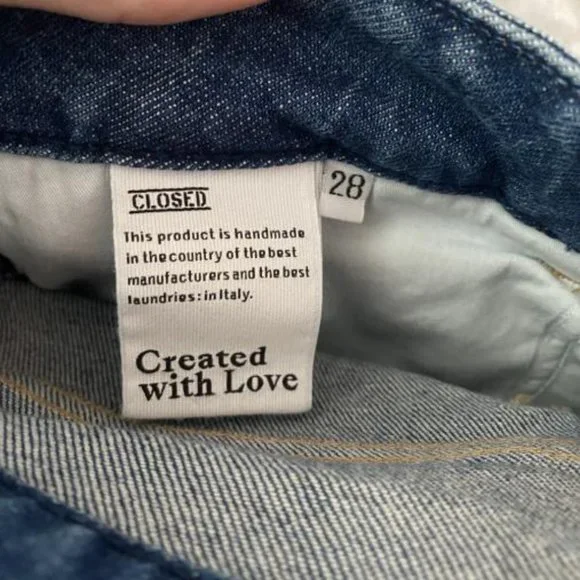 CLOSED
28
This product is handmade
in the country of the best
manufacturers and the best
laundries: in Italy.
Created
with Love